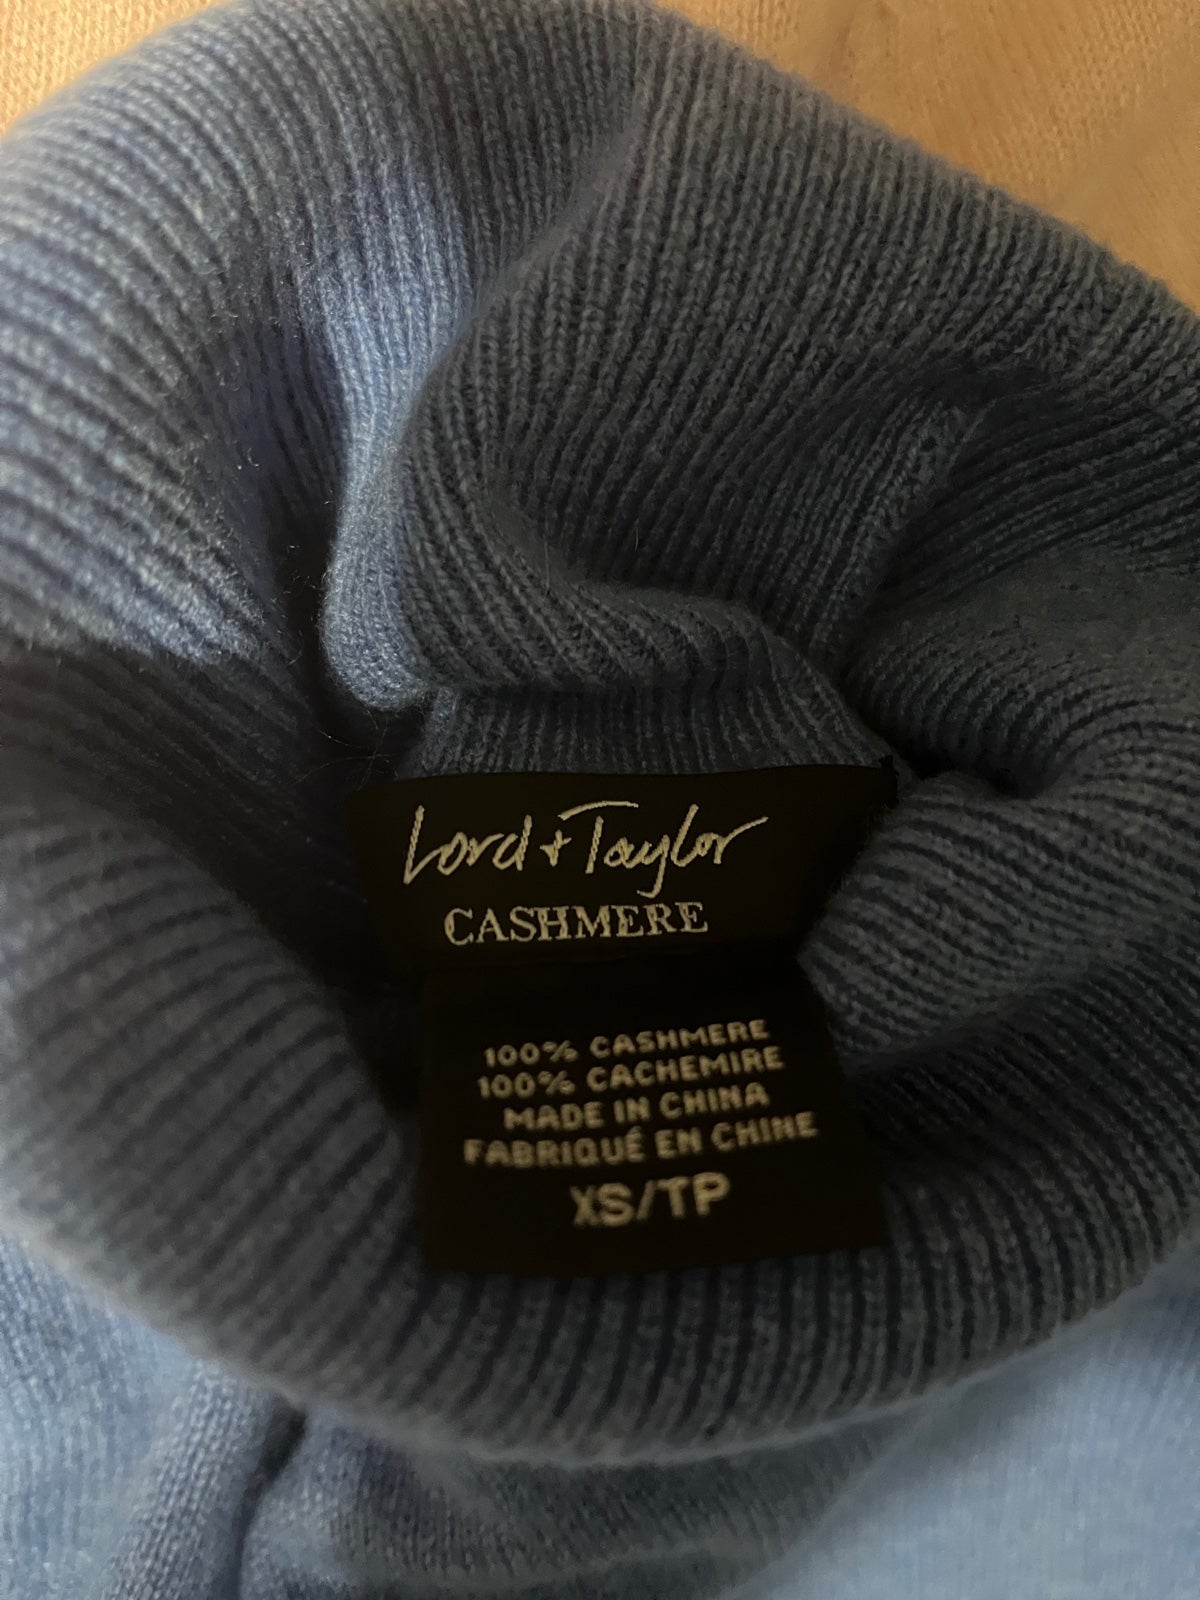 Lord + Taylor
CASHMERE
100% CASHMERE
100% CACHEMIRE
MADE IN CHINA
FABRIQUÉ EN CHINE
XS/TP